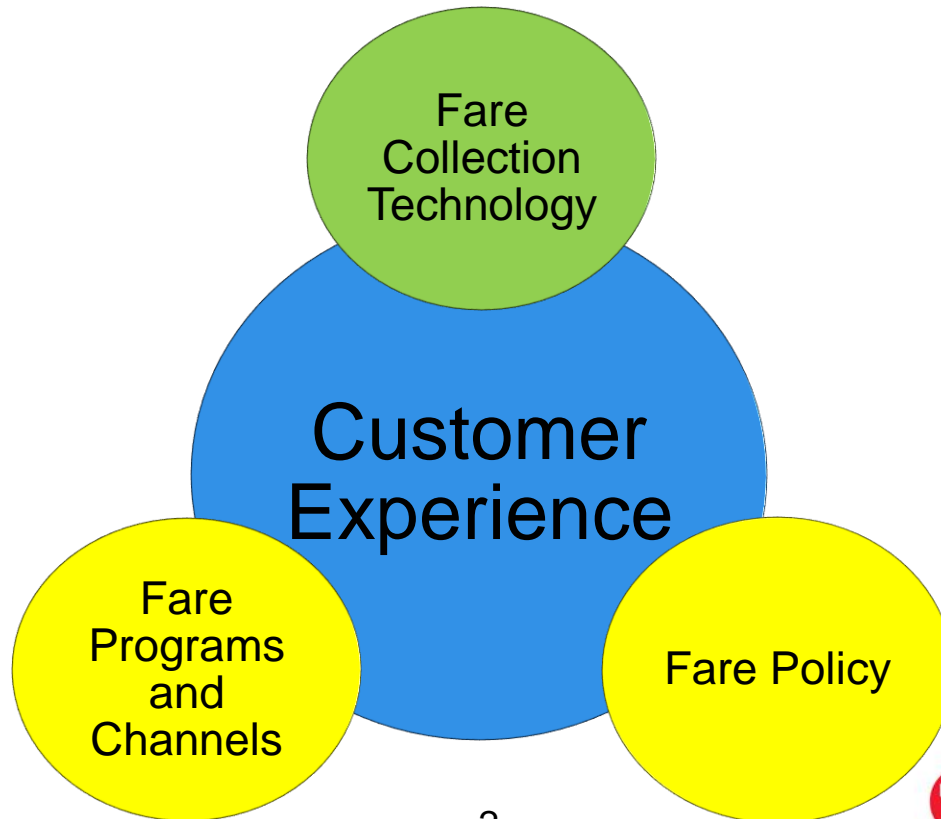 Fare
Collection
Technology
Customer
Experience
Fare
Programs
and
Channels
Fare Policy